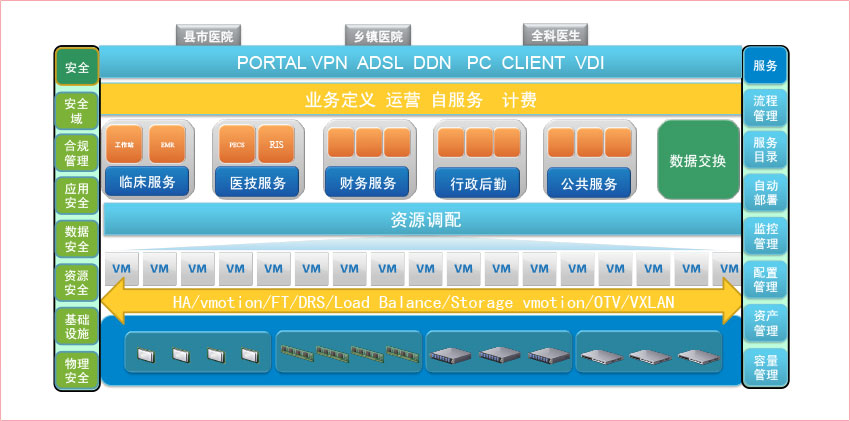 县市医院 乡镇医院 全科医生
安全
PORTAL VPN ADSL DDN PC CLIENT VDI
服务
业务定义 运营 自服务 计费
安全
域
合规
管理
应用
安全
数据
安全
资源
安全
基础
设施
物理
安全
工作站 EMR
临床服务
PECS RIS
医技服务
财务服务
行政后勤
公共服务
数据交换
资源调配
VM VM VM VM VM VM VM VM VM VM VM VM VM VM VM VM VM
HA/vmotion/FT/DRS/Load Balance/Storage vmotion/OTV/VXLAN
流程
管理
服务
目录
自动
部署
监控
管理
配置
管理
资产
管理
容量
管理